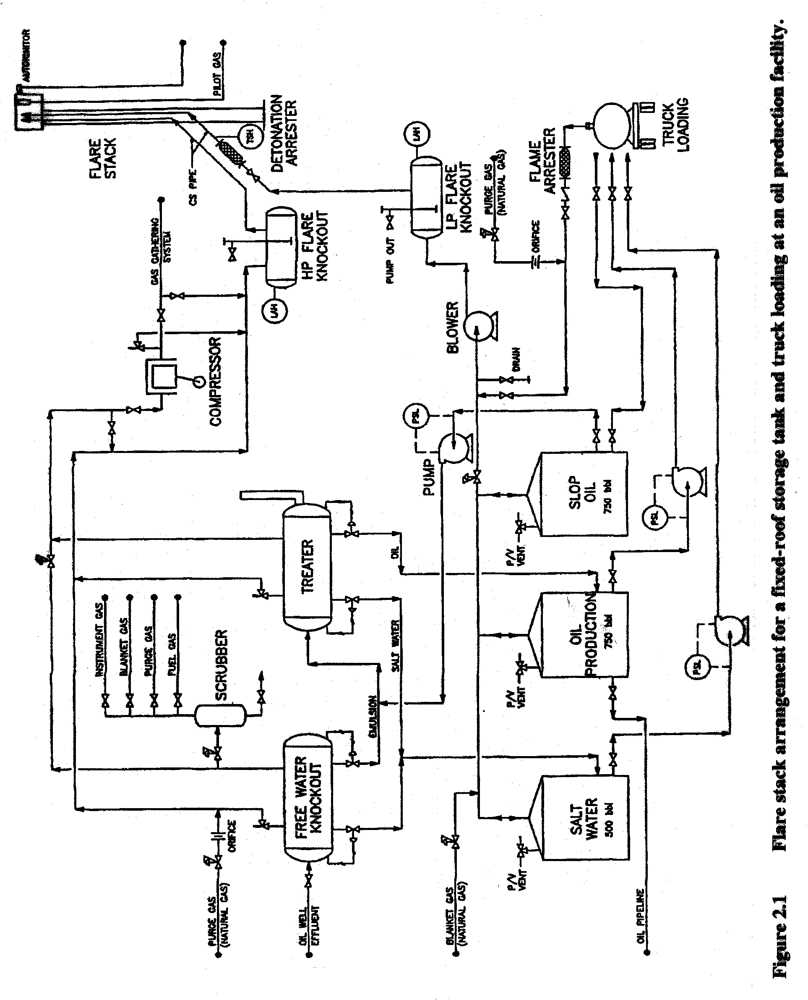 AUTOIGNITOR
PILOT GAS
FLARE
STACK
DETONATION
ARRESTER
TSH
CS PIPE
GAS GATHERING
SYSTEM
HP FLARE
KNOCKOUT
LAH
COMPRESSOR
LAH
LP FLARE
KNOCKOUT
PUMP OUT
PURGE GAS
(NATURAL GAS)
ORIFICE
FLAME
ARRESTER
TRUCK
LOADING
BLOWER
DRAIN
PSL
PUMP
INSTRUMENT GAS
BLANKET GAS
PURGE GAS
FUEL GAS
SCRUBBER
TREATER
OIL
SALT WATER
EMULSION
FREE WATER
KNOCKOUT
PURGE GAS
(NATURAL GAS)
ORIFICE
OIL WELL
EFFLUENT
BLANKET GAS
(NATURAL GAS)
P/V
VENT
SLOP
OIL
750 bbl
PSL
P/V
VENT
OIL
PRODUCTION
750 bbl
PSL
P/V
VENT
SALT
WATER
500 bbl
OIL PIPELINE
Figure 2.1 Flare stack arrangement for a fixed-roof storage tank and truck loading at an oil production facility.